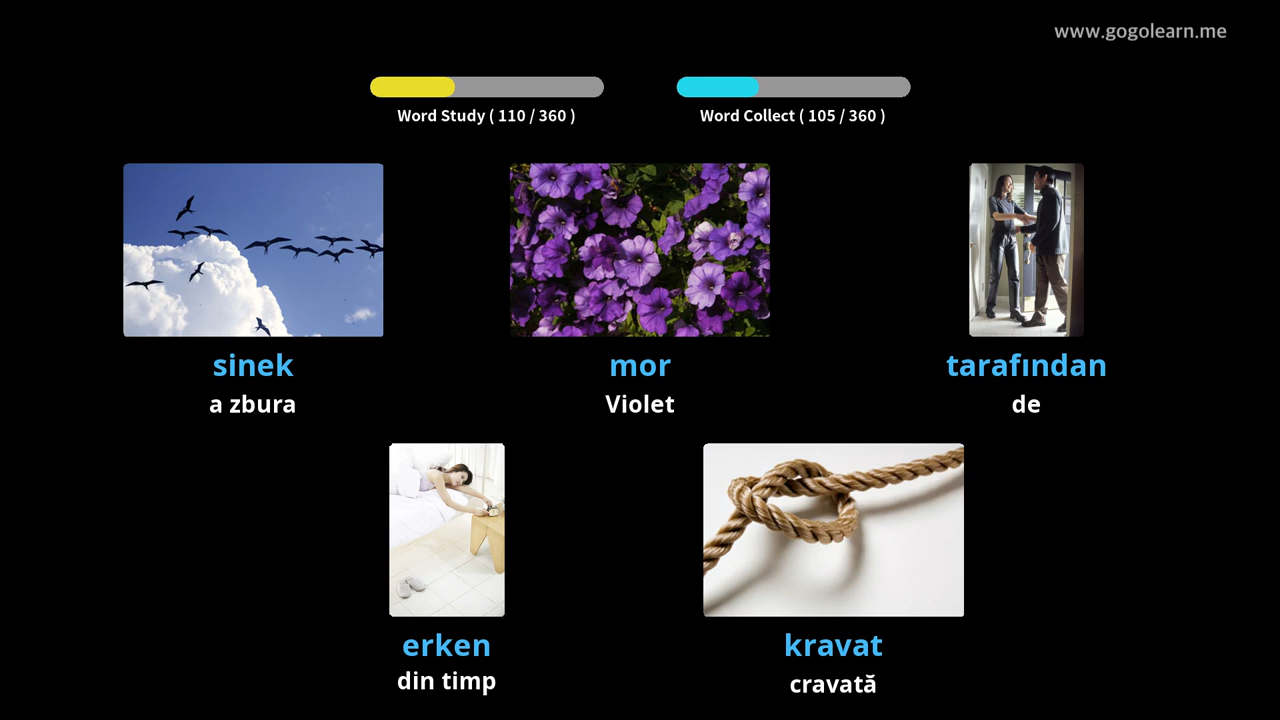 www.gogolearn.me
Word Study ( 110 / 360 )
Word Collect ( 105 / 360 )
sinek
a zbura
mor
Violet
tarafından
de
erken
din timp
kravat
cravată